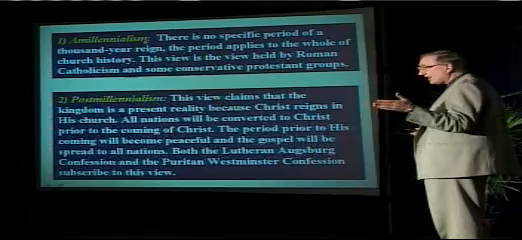 1) Amillennialism: There is no specific period of a
thousand-year reign, the period applies to the whole of
church history. This view is the view held by Roman
Catholicism and some conservative protestant groups.
2) Postmillennialism: This view claims that the
kingdom is a present reality because Christ reigns in
His church. All nations will be converted to Christ
prior to the coming of Christ. The period prior to His
coming will become peaceful and the gospel will be
spread to all nations. Both the Lutheran Augsburg
Confession and the Puritan Westminster Confession
subscribe to this view.